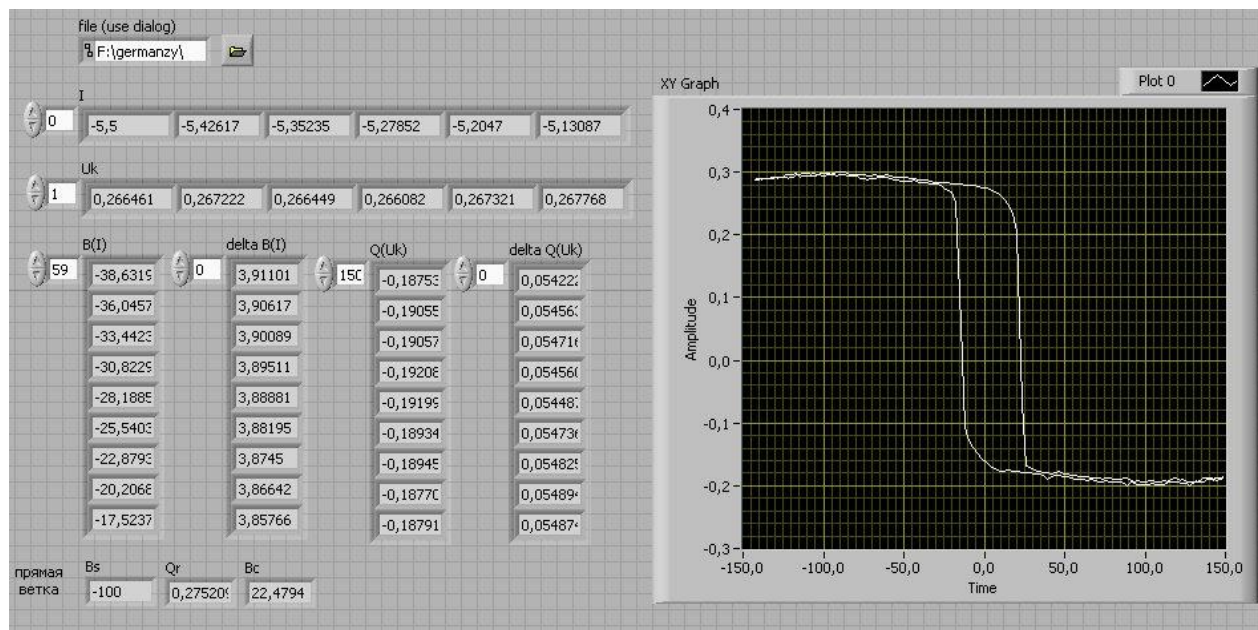 file (use dialog)
F:\germanzy\
I
0 -5,5 -5,42617 -5,35235 -5,27852 -5,2047 -5,13087
Uk
1 0,266461 0,267222 0,266449 0,266082 0,267321 0,267768
B(I) delta B(I) Q(Uk) delta Q(Uk)
59 -38,6319 0 3,91101 150 -0,18753 0 0,05422
-36,0457 3,90617 -0,19055 0,05456
-33,4423 3,90089 -0,19057 0,05471
-30,8229 3,89511 -0,19208 0,05456
-28,1885 3,88881 -0,19199 0,05448
-25,5403 3,88195 -0,18934 0,05473
-22,8793 3,8745 -0,18945 0,05482
-20,2068 3,86642 -0,18770 0,05489
-17,5237 3,85766 -0,18791 0,05487
прямая ветка
Bs Qr Bc
-100 0,275209 22,4794
XY Graph
Plot 0
0,4
0,3
0,2
0,1
0,0
-0,1
-0,2
-0,3
Amplitude
-150,0 -100,0 -50,0 0,0 50,0 100,0 150,0
Time